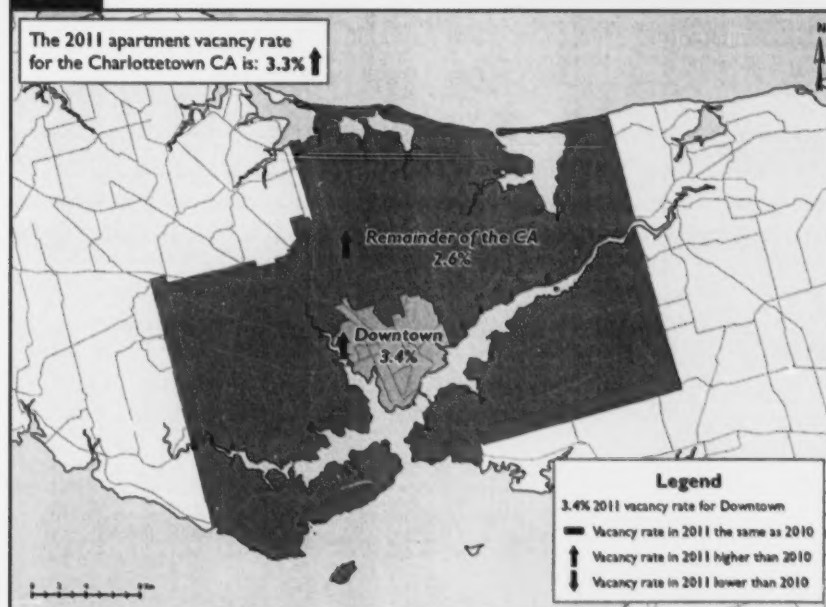 The 2011 apartment vacancy rate
for the Charlottetown CA is: 3.3%
N
Remainder of the CA
2.6%
Downtown
3.4%
Legend
3.4% 2011 vacancy rate for Downtown
Vacancy rate in 2011 the same as 2010
Vacancy rate in 2011 higher than 2010
Vacancy rate in 2011 lower than 2010